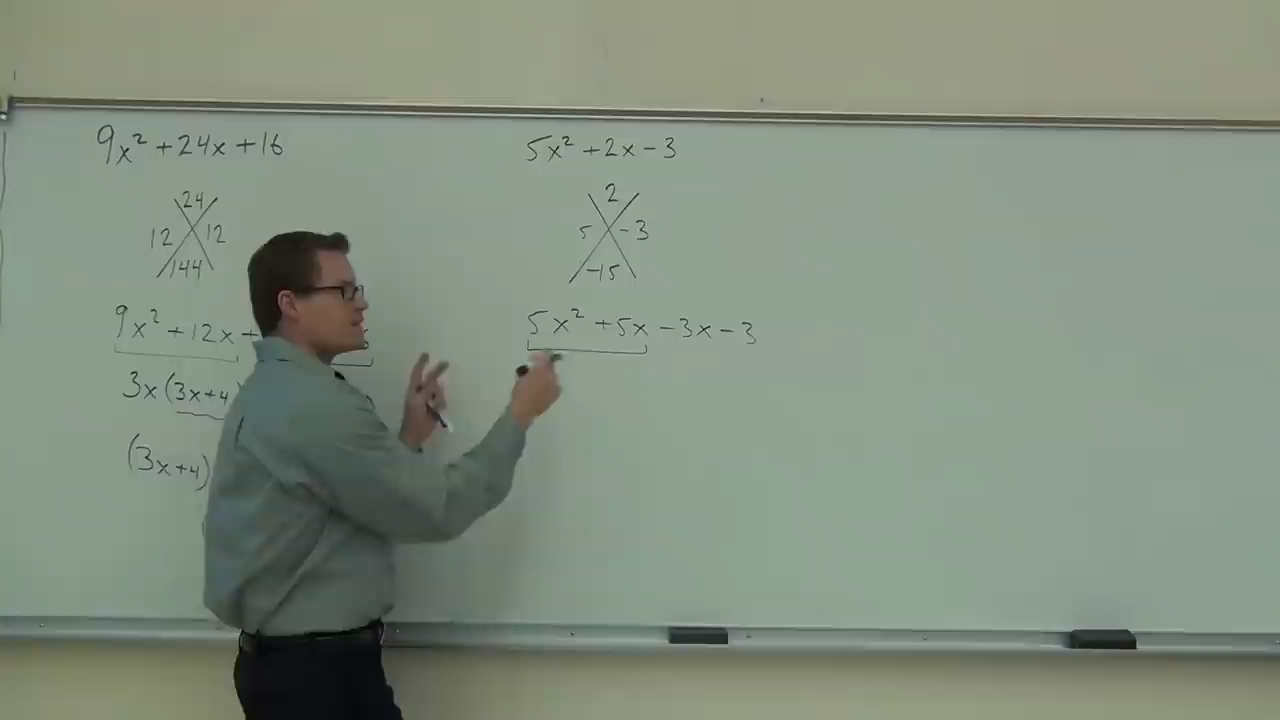 9x² + 24x + 16
24
12 12
144
9x² + 12x +
3x (3x+4
(3x+4)
5x² + 2x - 3
2
5 -3
-15
5x² + 5x - 3x - 3